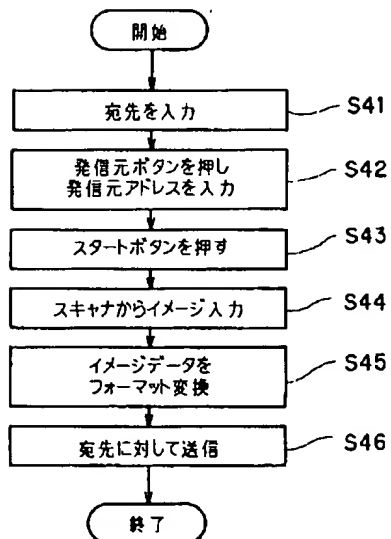 開始
宛先を入力
S41
発信元ボタンを押し
発信元アドレスを入力
S42
スタートボタンを押す
S43
スキャナからイメージ入力
S44
イメージデータを
フォーマット変換
S45
宛先に対して送信
S46
終了